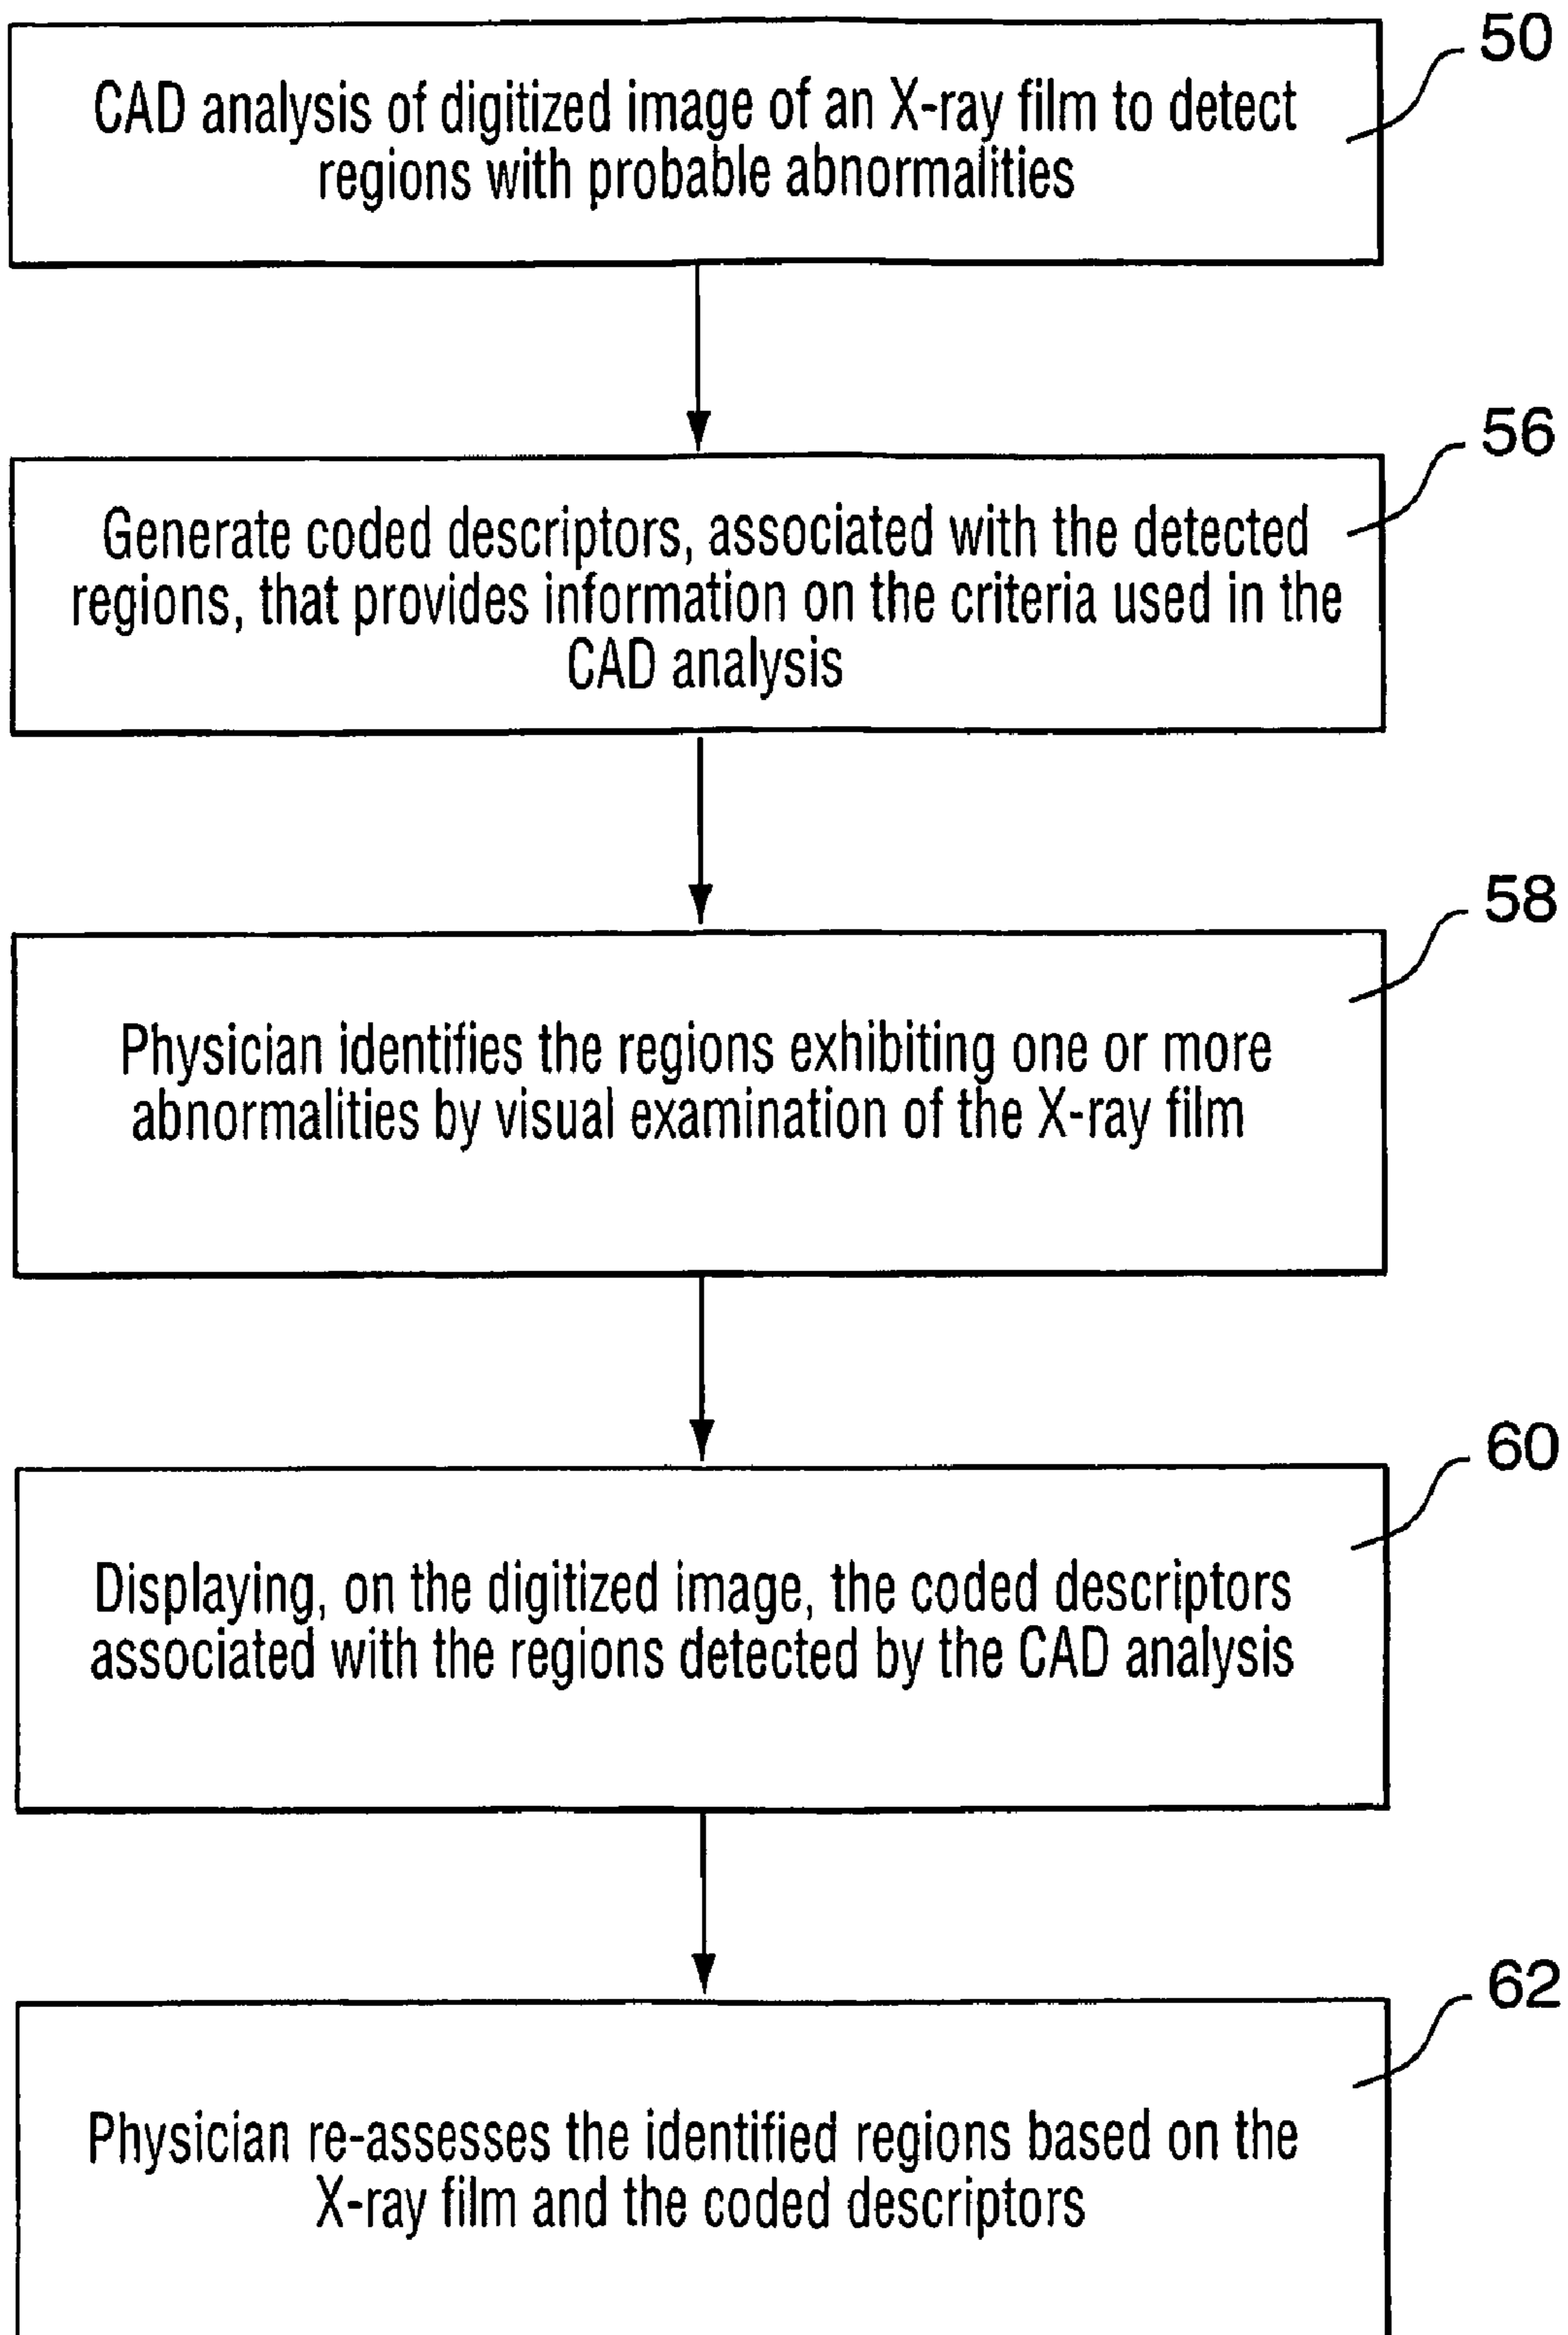 50
CAD analysis of digitized image of an X-ray film to detect
regions with probable abnormalities
56
Generate coded descriptors, associated with the detected
regions, that provides information on the criteria used in the
CAD analysis
58
Physician identifies the regions exhibiting one or more
abnormalities by visual examination of the X-ray film
60
Displaying, on the digitized image, the coded descriptors
associated with the regions detected by the CAD analysis
62
Physician re-assesses the identified regions based on the
X-ray film and the coded descriptors